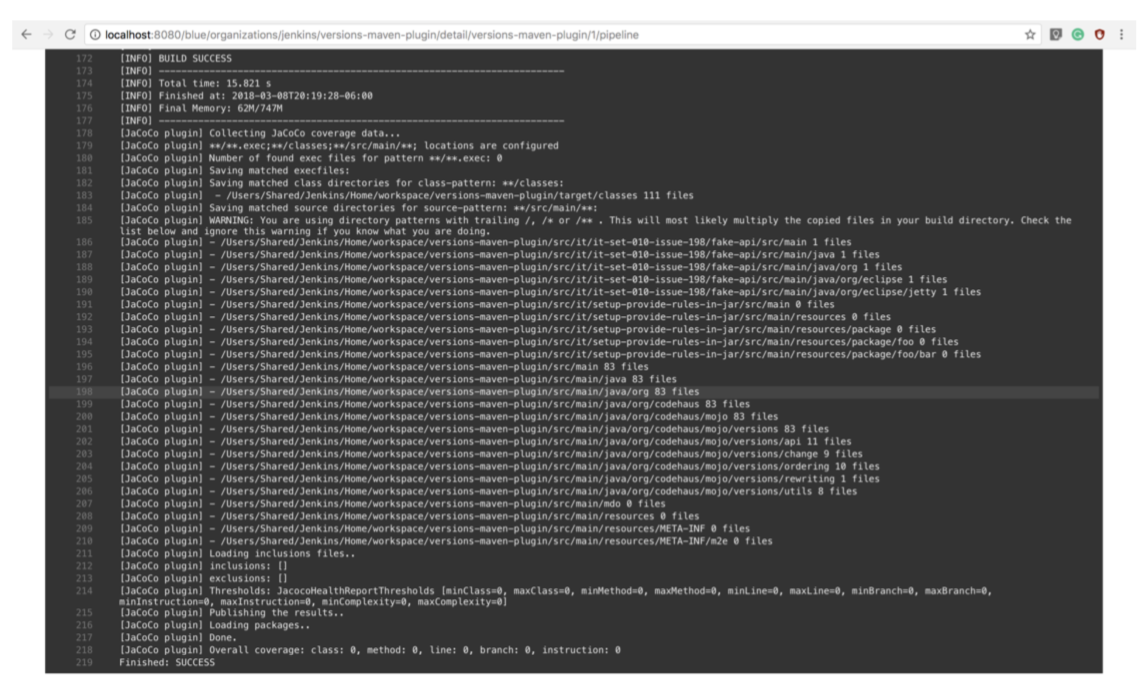 localhost:8080/blue/organizations/jenkins/versions-maven-plugin/detail/versions-maven-plugin/1/pipeline
172 [INFO] BUILD SUCCESS
173 [INFO] ------------------------------------------------------------------------
174 [INFO] Total time: 15.821 s
175 [INFO] Finished at: 2018-03-08T20:19:28-06:00
176 [INFO] Final Memory: 62M/747M
177 [INFO] ------------------------------------------------------------------------
178 [JaCoCo plugin] Collecting JaCoCo coverage data...
179 [JaCoCo plugin] **/**.exec;**/classes;**/src/main/**; locations are configured
180 [JaCoCo plugin] Number of found exec files for pattern **/**.exec: 0
181 [JaCoCo plugin] Saving matched execfiles:
182 [JaCoCo plugin] Saving matched class directories for class-pattern: **/classes:
183 [JaCoCo plugin]  - /Users/Shared/Jenkins/Home/workspace/versions-maven-plugin/target/classes 111 files
184 [JaCoCo plugin] Saving matched source directories for source-pattern: **/src/main/**:
185 [JaCoCo plugin] WARNING: You are using directory patterns with trailing /, /* or /** . This will most likely multiply the copied files in your build directory. Check the
list below and ignore this warning if you know what you are doing.
186 [JaCoCo plugin] - /Users/Shared/Jenkins/Home/workspace/versions-maven-plugin/src/it/it-set-010-issue-198/fake-api/src/main 1 files
187 [JaCoCo plugin] - /Users/Shared/Jenkins/Home/workspace/versions-maven-plugin/src/it/it-set-010-issue-198/fake-api/src/main/java 1 files
188 [JaCoCo plugin] - /Users/Shared/Jenkins/Home/workspace/versions-maven-plugin/src/it/it-set-010-issue-198/fake-api/src/main/java/org 1 files
189 [JaCoCo plugin] - /Users/Shared/Jenkins/Home/workspace/versions-maven-plugin/src/it/it-set-010-issue-198/fake-api/src/main/java/org/eclipse 1 files
190 [JaCoCo plugin] - /Users/Shared/Jenkins/Home/workspace/versions-maven-plugin/src/it/it-set-010-issue-198/fake-api/src/main/java/org/eclipse/jetty 1 files
191 [JaCoCo plugin] - /Users/Shared/Jenkins/Home/workspace/versions-maven-plugin/src/it/setup-provide-rules-in-jar/src/main 0 files
192 [JaCoCo plugin] - /Users/Shared/Jenkins/Home/workspace/versions-maven-plugin/src/it/setup-provide-rules-in-jar/src/main/resources 0 files
193 [JaCoCo plugin] - /Users/Shared/Jenkins/Home/workspace/versions-maven-plugin/src/it/setup-provide-rules-in-jar/src/main/resources/package 0 files
194 [JaCoCo plugin] - /Users/Shared/Jenkins/Home/workspace/versions-maven-plugin/src/it/setup-provide-rules-in-jar/src/main/resources/package/foo 0 files
195 [JaCoCo plugin] - /Users/Shared/Jenkins/Home/workspace/versions-maven-plugin/src/it/setup-provide-rules-in-jar/src/main/resources/package/foo/bar 0 files
196 [JaCoCo plugin] - /Users/Shared/Jenkins/Home/workspace/versions-maven-plugin/src/main 83 files
197 [JaCoCo plugin] - /Users/Shared/Jenkins/Home/workspace/versions-maven-plugin/src/main/java 83 files
198 [JaCoCo plugin] - /Users/Shared/Jenkins/Home/workspace/versions-maven-plugin/src/main/java/org 83 files
199 [JaCoCo plugin] - /Users/Shared/Jenkins/Home/workspace/versions-maven-plugin/src/main/java/org/codehaus 83 files
200 [JaCoCo plugin] - /Users/Shared/Jenkins/Home/workspace/versions-maven-plugin/src/main/java/org/codehaus/mojo 83 files
201 [JaCoCo plugin] - /Users/Shared/Jenkins/Home/workspace/versions-maven-plugin/src/main/java/org/codehaus/mojo/versions 83 files
202 [JaCoCo plugin] - /Users/Shared/Jenkins/Home/workspace/versions-maven-plugin/src/main/java/org/codehaus/mojo/versions/api 11 files
203 [JaCoCo plugin] - /Users/Shared/Jenkins/Home/workspace/versions-maven-plugin/src/main/java/org/codehaus/mojo/versions/change 9 files
204 [JaCoCo plugin] - /Users/Shared/Jenkins/Home/workspace/versions-maven-plugin/src/main/java/org/codehaus/mojo/versions/ordering 10 files
205 [JaCoCo plugin] - /Users/Shared/Jenkins/Home/workspace/versions-maven-plugin/src/main/java/org/codehaus/mojo/versions/rewriting 1 files
206 [JaCoCo plugin] - /Users/Shared/Jenkins/Home/workspace/versions-maven-plugin/src/main/java/org/codehaus/mojo/versions/utils 8 files
207 [JaCoCo plugin] - /Users/Shared/Jenkins/Home/workspace/versions-maven-plugin/src/main/mdo 0 files
208 [JaCoCo plugin] - /Users/Shared/Jenkins/Home/workspace/versions-maven-plugin/src/main/resources 0 files
209 [JaCoCo plugin] - /Users/Shared/Jenkins/Home/workspace/versions-maven-plugin/src/main/resources/META-INF 0 files
210 [JaCoCo plugin] - /Users/Shared/Jenkins/Home/workspace/versions-maven-plugin/src/main/resources/META-INF/m2e 0 files
211 [JaCoCo plugin] Loading inclusions files..
212 [JaCoCo plugin] inclusions: []
213 [JaCoCo plugin] exclusions: []
214 [JaCoCo plugin] Thresholds: JacocoHealthReportThresholds [minClass=0, maxClass=0, minMethod=0, maxMethod=0, minLine=0, maxLine=0, minBranch=0, maxBranch=0,
minInstruction=0, maxInstruction=0, minComplexity=0, maxComplexity=0]
215 [JaCoCo plugin] Publishing the results..
216 [JaCoCo plugin] Loading packages..
217 [JaCoCo plugin] Done.
218 [JaCoCo plugin] Overall coverage: class: 0, method: 0, line: 0, branch: 0, instruction: 0
219 Finished: SUCCESS